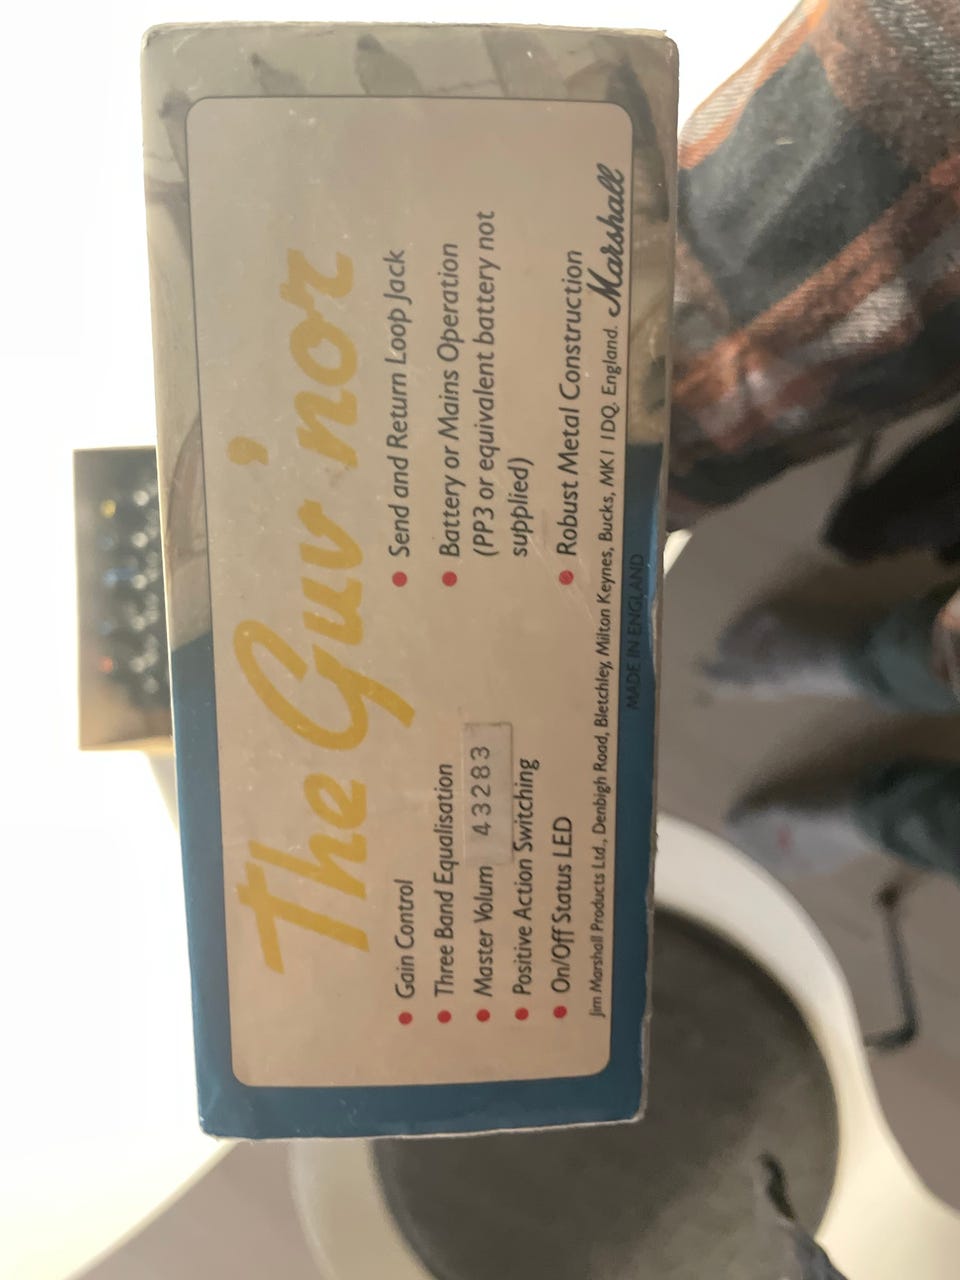 The Guv'nor
• Gain Control
• Three Band Equalisation
• Master Volum
43283
• Positive Action Switching
• On/Off Status LED
• Send and Return Loop Jack
• Battery or Mains Operation
(PP3 or equivalent battery not
supplied)
• Robust Metal Construction
Jim Marshall Products Ltd., Denbigh Road, Bletchley, Milton Keynes, Bucks, MK1 1DQ. England. Marshall
MADE IN ENGLAND